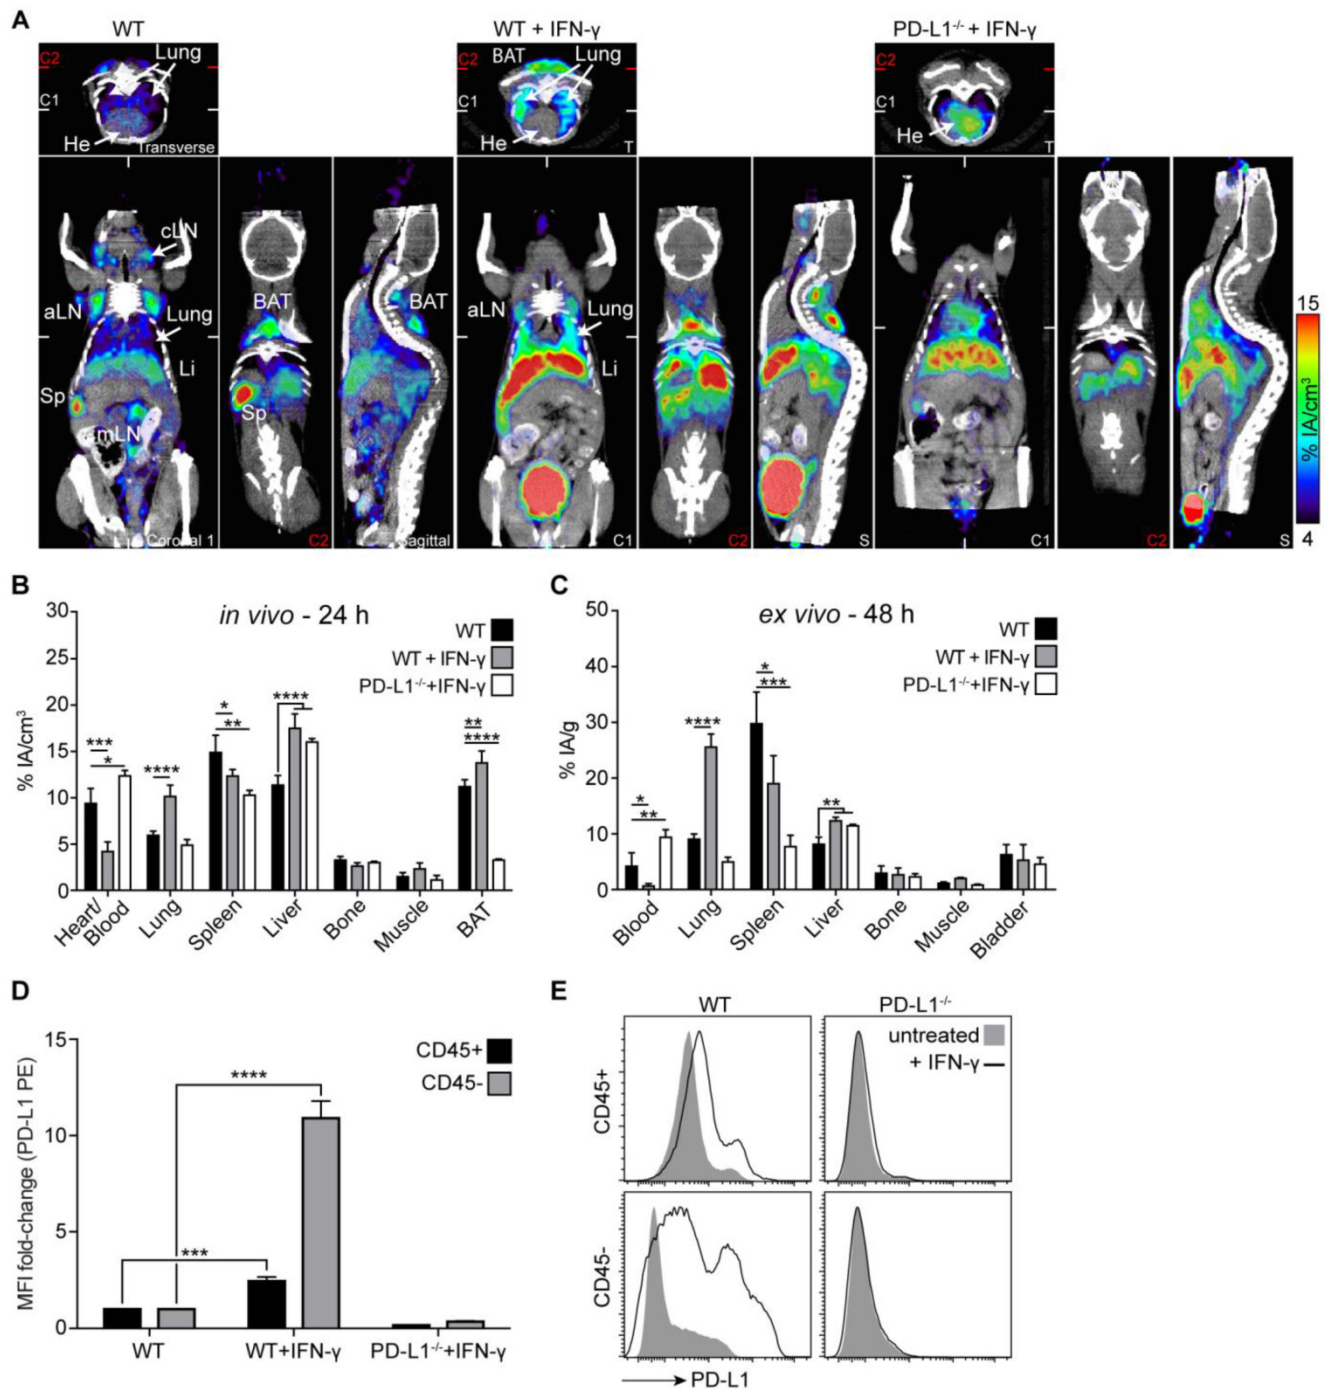 A
WT
WT + IFN-γ
PD-L1-/- + IFN-γ
C2
Lung
C1
He
Transverse
C2
BAT
Lung
C1
He
T
C2
C1
He
T
cLN
aLN
Lung
Li
Sp
mLN
Coronal 1
BAT
Sp
C2
BAT
Sagittal
aLN
Lung
Li
C1
C2
S
C1
C2
S
15
% IA/cm³
4
B
in vivo - 24 h
WT
WT + IFN-γ
PD-L1-/-+IFN-γ
% IA/cm³
30
25
20
15
10
5
0
***
*
****
*
**
****
**
****
Heart/
Blood
Lung
Spleen
Liver
Bone
Muscle
BAT
C
ex vivo - 48 h
WT
WT + IFN-γ
PD-L1-/-+IFN-γ
% IA/g
50
40
30
20
10
0
*
**
****
*
***
**
Blood
Lung
Spleen
Liver
Bone
Muscle
Bladder
D
MFI fold-change (PD-L1 PE)
15
10
5
0
CD45+
CD45-
****
***
WT
WT+IFN-γ
PD-L1-/-+IFN-γ
E
WT
PD-L1-/-
untreated
+ IFN-γ
CD45+
CD45-
PD-L1